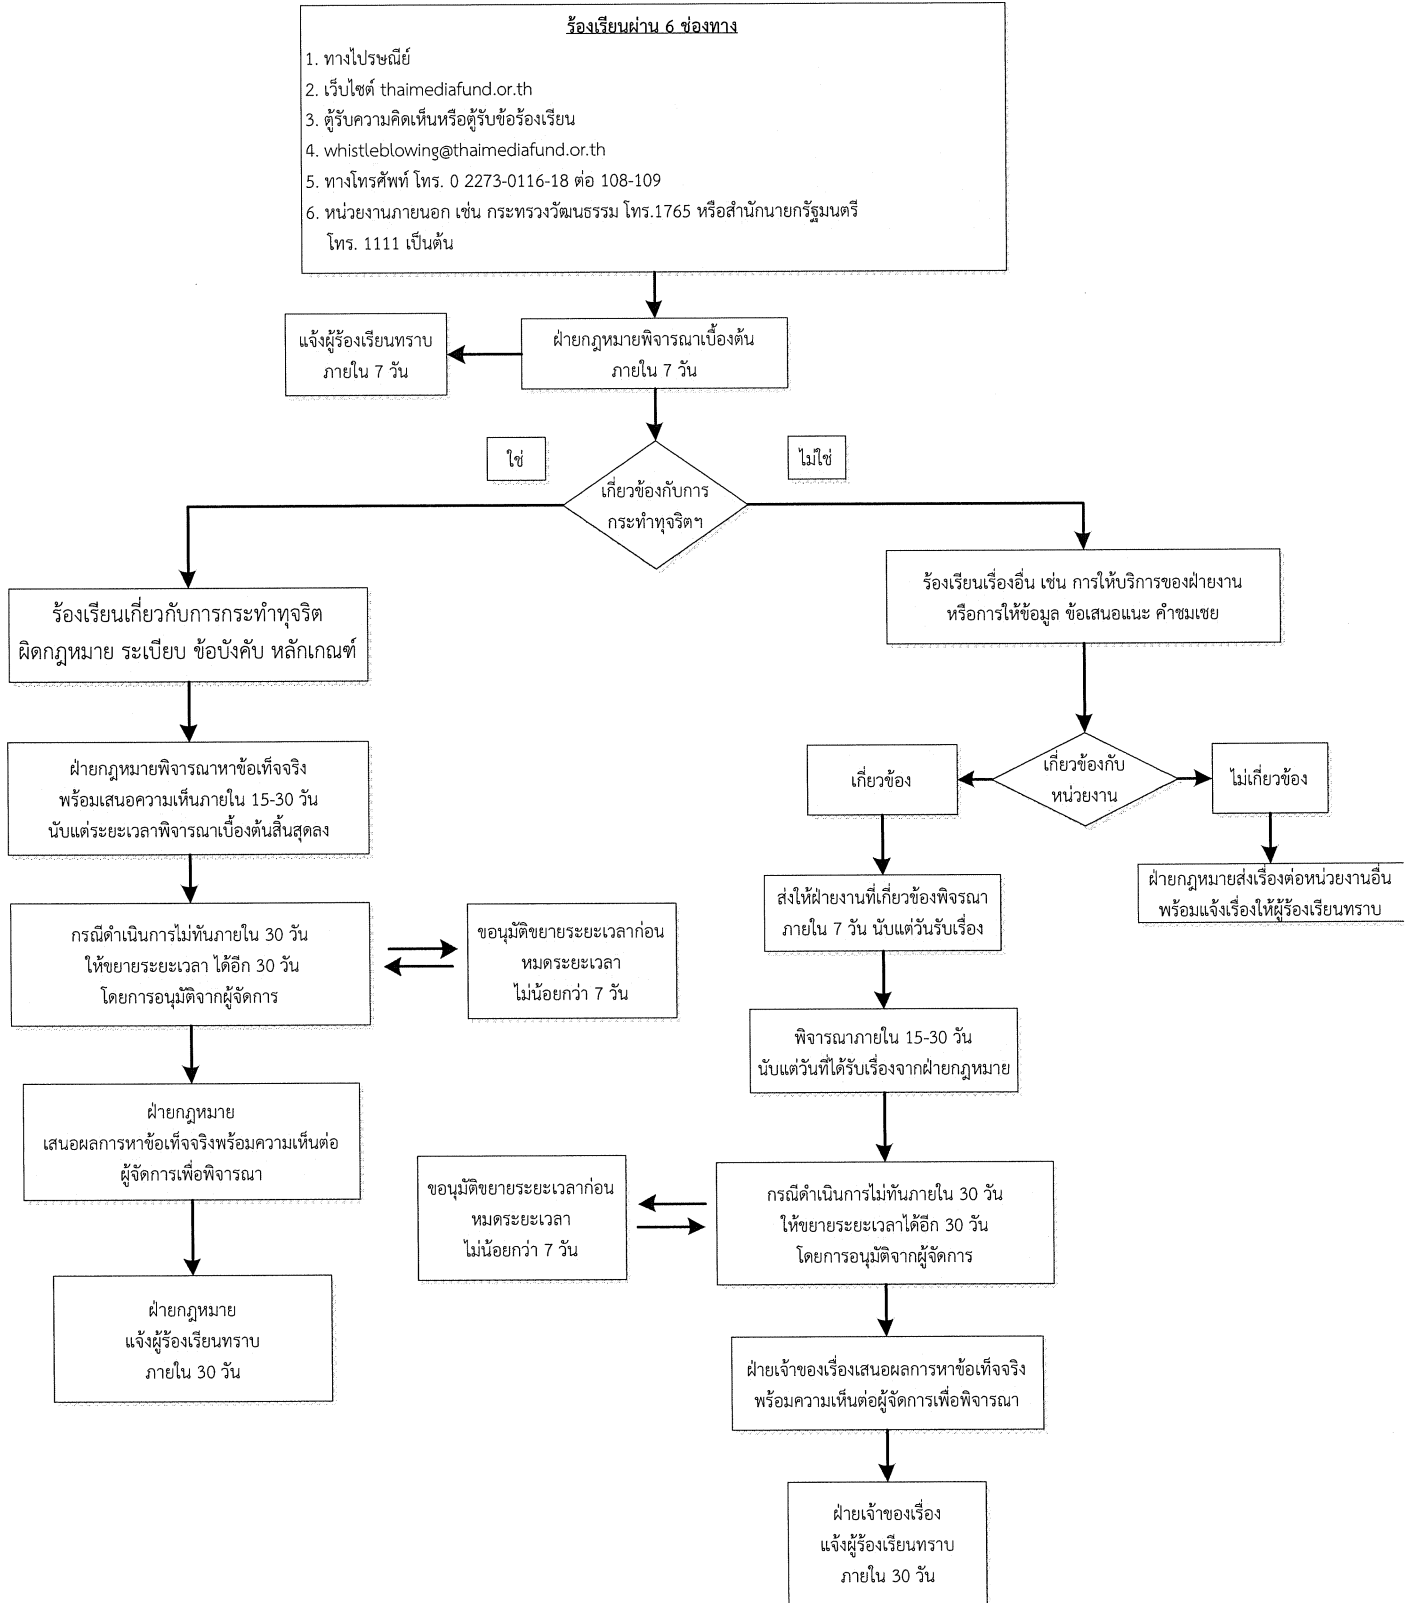 ร้องเรียนผ่าน 6 ช่องทาง
1. ทางไปรษณีย์
2. เว็บไซต์ thaimediafund.or.th
3. ตู้รับความคิดเห็นหรือตู้รับข้อร้องเรียน
4. whistleblowing@thaimediafund.or.th
5. ทางโทรศัพท์ โทร. 0 2273-0116-18 ต่อ 108-109
6. หน่วยงานภายนอก เช่น กระทรวงวัฒนธรรม โทร.1765 หรือสำนักนายกรัฐมนตรี
โทร. 1111 เป็นต้น
แจ้งผู้ร้องเรียนทราบ
ภายใน 7 วัน
ฝ่ายกฎหมายพิจารณาเบื้องต้น
ภายใน 7 วัน
ใช่
ไม่ใช่
เกี่ยวข้องกับการ
กระทำทุจริตฯ
ร้องเรียนเกี่ยวกับการกระทำทุจริต
ผิดกฎหมาย ระเบียบ ข้อบังคับ หลักเกณฑ์
ร้องเรียนเรื่องอื่น เช่น การให้บริการของฝ่ายงาน
หรือการให้ข้อมูล ข้อเสนอแนะ คำชมเชย
ฝ่ายกฎหมายพิจารณาหาข้อเท็จจริง
พร้อมเสนอความเห็นภายใน 15-30 วัน
นับแต่ระยะเวลาพิจารณาเบื้องต้นสิ้นสุดลง
เกี่ยวข้อง
เกี่ยวข้องกับ
หน่วยงาน
ไม่เกี่ยวข้อง
ส่งให้ฝ่ายงานที่เกี่ยวข้องพิจรณา
ภายใน 7 วัน นับแต่วันรับเรื่อง
ฝ่ายกฎหมายส่งเรื่องต่อหน่วยงานอื่น
พร้อมแจ้งเรื่องให้ผู้ร้องเรียนทราบ
กรณีดำเนินการไม่ทันภายใน 30 วัน
ให้ขยายระยะเวลา ได้อีก 30 วัน
โดยการอนุมัติจากผู้จัดการ
ขอนุมัติขยายระยะเวลาก่อน
หมดระยะเวลา
ไม่น้อยกว่า 7 วัน
พิจารณาภายใน 15-30 วัน
นับแต่วันที่ได้รับเรื่องจากฝ่ายกฎหมาย
ฝ่ายกฎหมาย
เสนอผลการหาข้อเท็จจริงพร้อมความเห็นต่อ
ผู้จัดการเพื่อพิจารณา
ขอนุมัติขยายระยะเวลาก่อน
หมดระยะเวลา
ไม่น้อยกว่า 7 วัน
กรณีดำเนินการไม่ทันภายใน 30 วัน
ให้ขยายระยะเวลาได้อีก 30 วัน
โดยการอนุมัติจากผู้จัดการ
ฝ่ายกฎหมาย
แจ้งผู้ร้องเรียนทราบ
ภายใน 30 วัน
ฝ่ายเจ้าของเรื่องเสนอผลการหาข้อเท็จจริง
พร้อมความเห็นต่อผู้จัดการเพื่อพิจารณา
ฝ่ายเจ้าของเรื่อง
แจ้งผู้ร้องเรียนทราบ
ภายใน 30 วัน